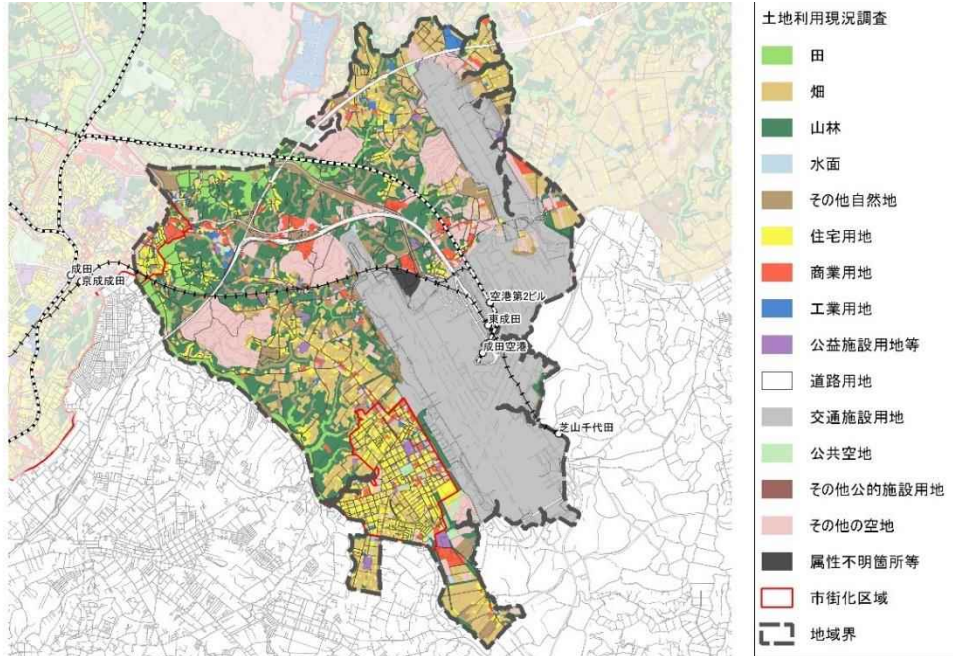 土地利用現況調査
田
畑
山林
水面
その他自然地
住宅用地
商業用地
工業用地
公益施設用地等
道路用地
交通施設用地
公共空地
その他公的施設用地
その他の空地
属性不明箇所等
市街化区域
地域界
成田
京成成田
空港第2ビル
東成田
成田空港
芝山千代田